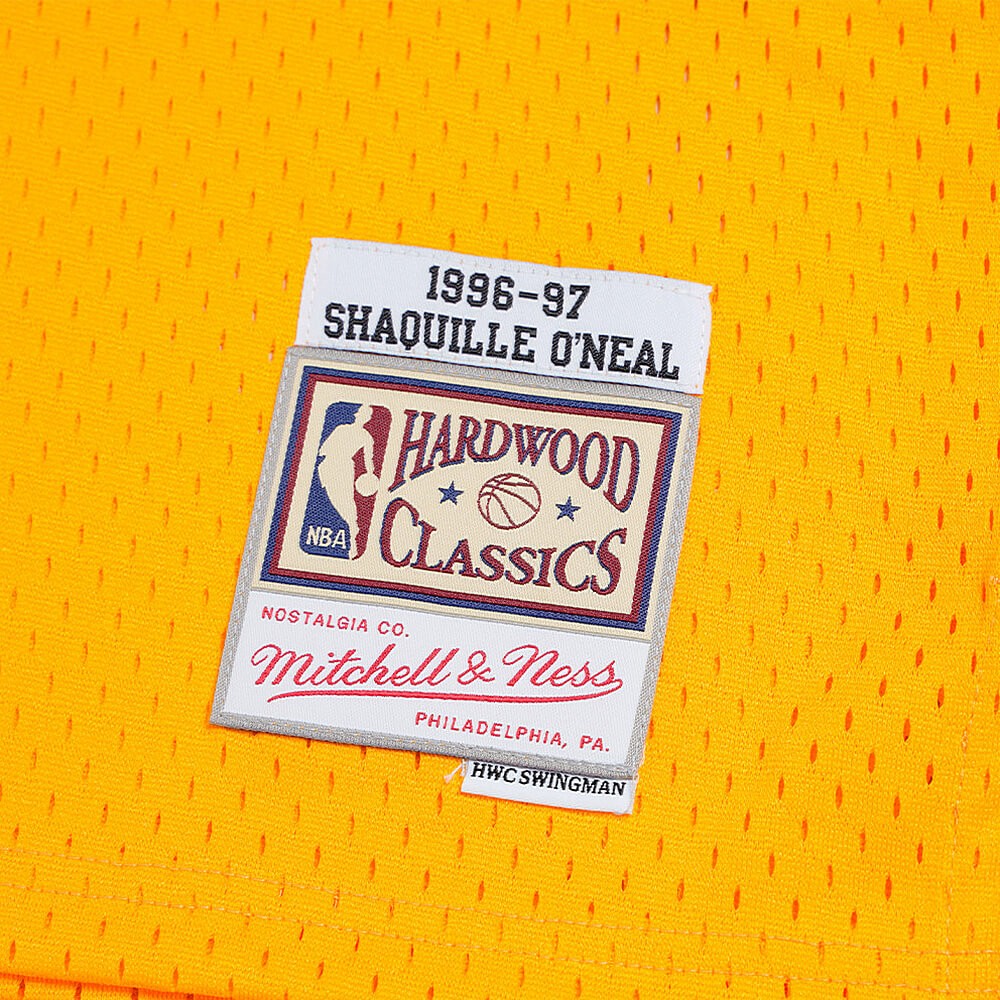 1996-97
SHAQUILLE O'NEAL
HARDWOOD
CLASSICS
NBA
NOSTALGIA CO.
Mitchell & Ness
PHILADELPHIA, PA.
HWC SWINGMAN